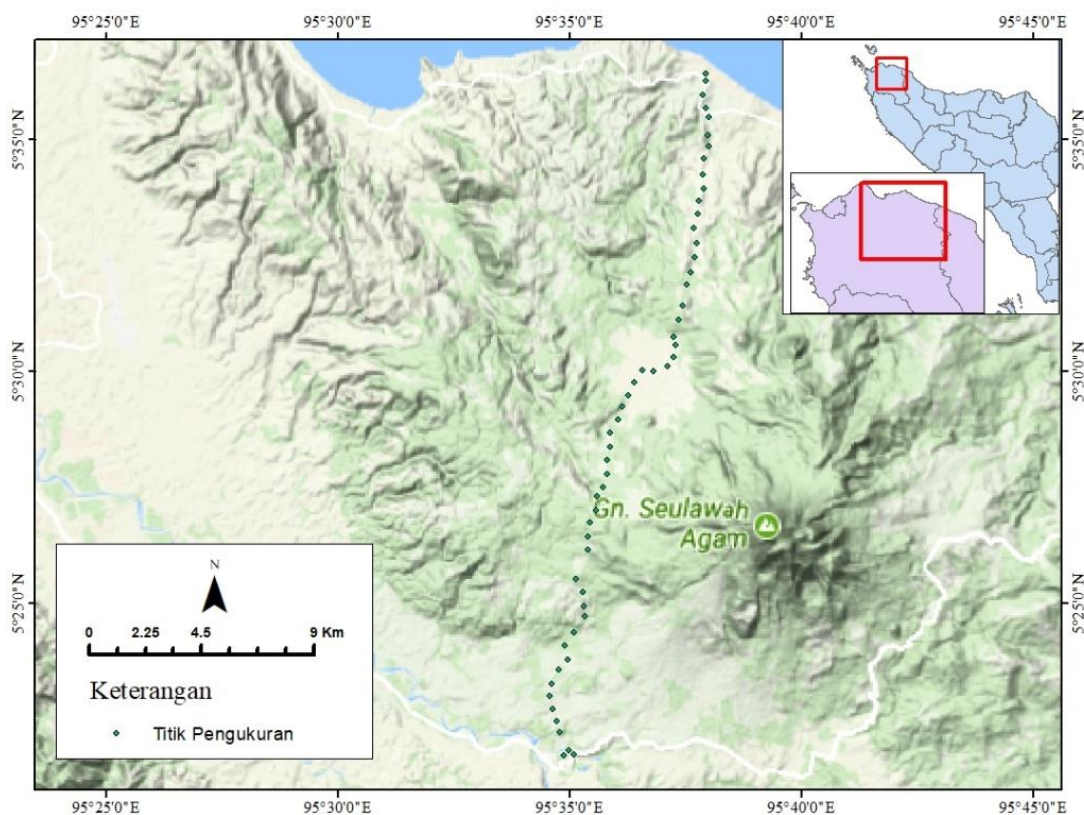 95°25'0"E 95°30'0"E 95°35'0"E 95°40'0"E 95°45'0"E
5°35'0"N 5°35'0"N
5°30'0"N 5°30'0"N
Gn. Seulawah
Agam
5°25'0"N 5°25'0"N
N
0 2.25 4.5 9 Km
Keterangan
Titik Pengukuran
95°25'0"E 95°30'0"E 95°35'0"E 95°40'0"E 95°45'0"E